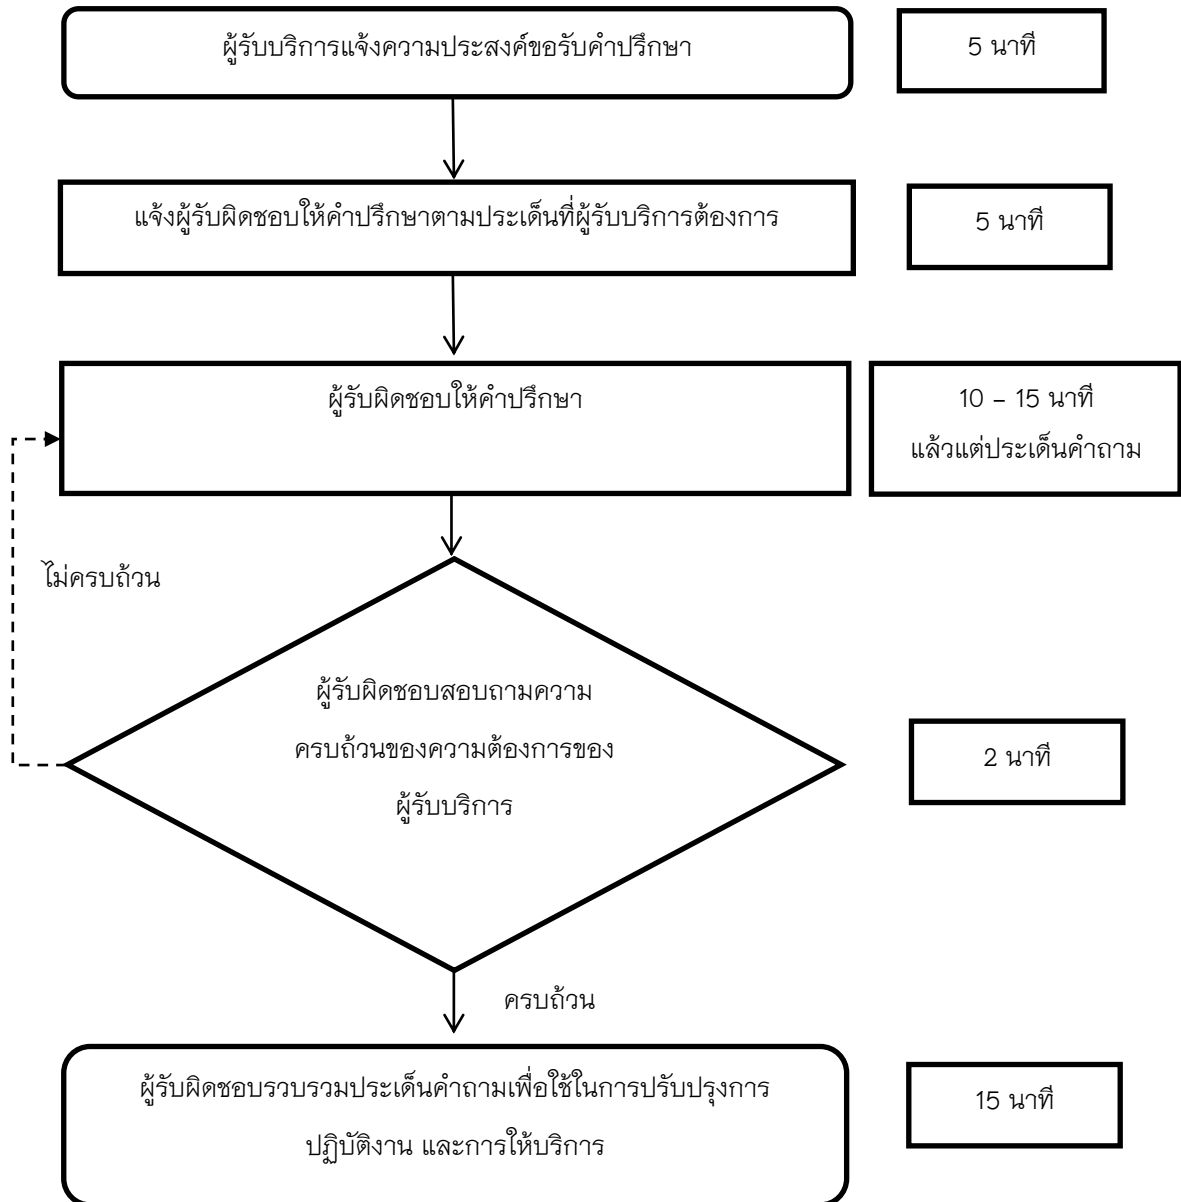 ผู้รับบริการแจ้งความประสงค์ขอรับคำปรึกษา
5 นาที
แจ้งผู้รับผิดชอบให้คำปรึกษาตามประเด็นที่ผู้รับบริการต้องการ
5 นาที
ผู้รับผิดชอบให้คำปรึกษา
10 – 15 นาที
แล้วแต่ประเด็นคำถาม
ไม่ครบถ้วน
ผู้รับผิดชอบสอบถามความ
ครบถ้วนของความต้องการของ
ผู้รับบริการ
2 นาที
ครบถ้วน
ผู้รับผิดชอบรวบรวมประเด็นคำถามเพื่อใช้ในการปรับปรุงการ
ปฏิบัติงาน และการให้บริการ
15 นาที